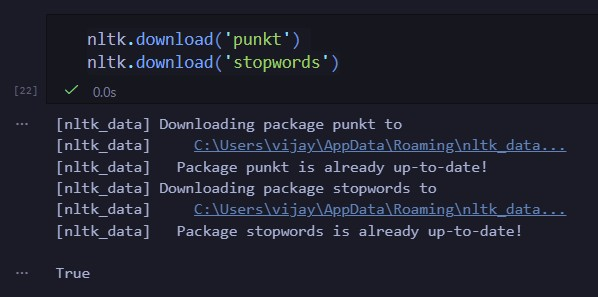 nltk.download('punkt')
nltk.download('stopwords')
[22] 0.0s
... [nltk_data] Downloading package punkt to
[nltk_data]     C:\Users\vijay\AppData\Roaming\nltk_data...
[nltk_data]   Package punkt is already up-to-date!
[nltk_data] Downloading package stopwords to
[nltk_data]     C:\Users\vijay\AppData\Roaming\nltk_data...
[nltk_data]   Package stopwords is already up-to-date!
... True